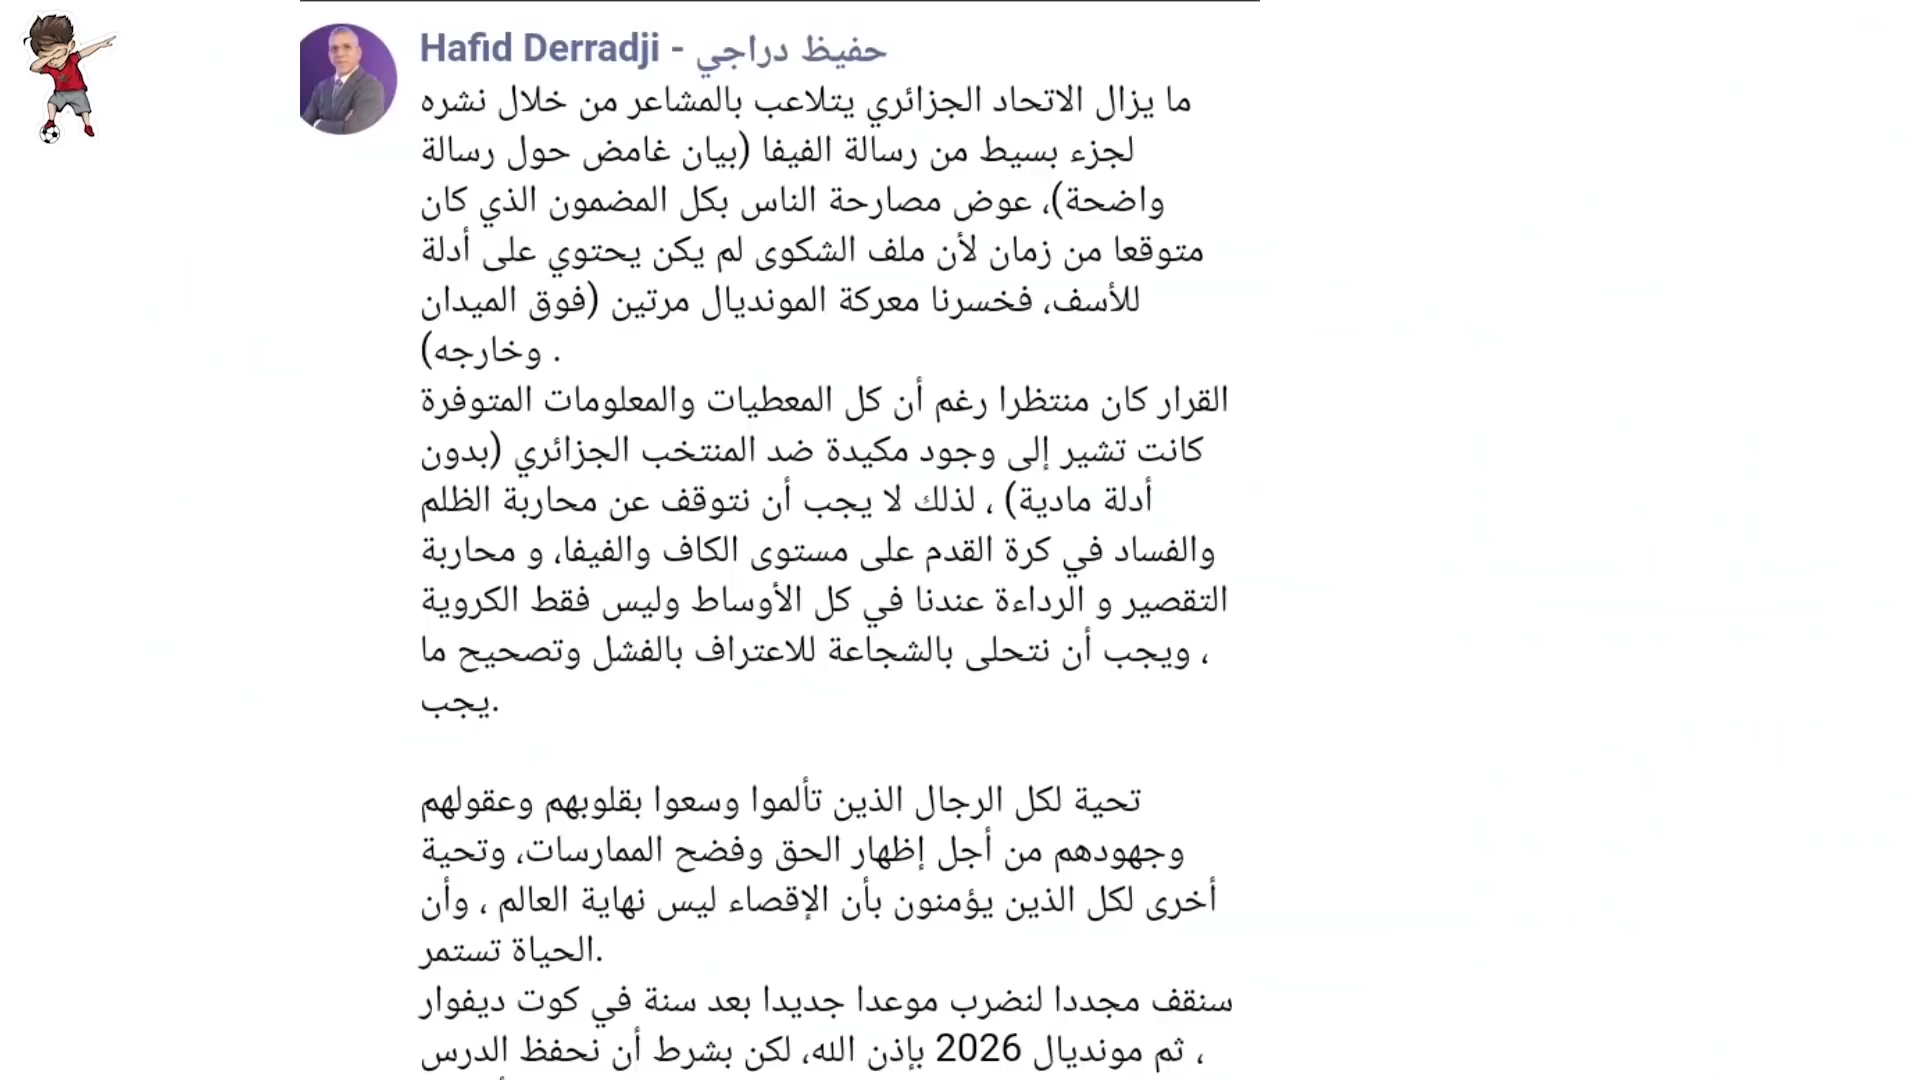 Hafid Derradji - حفيظ دراجي
ما يزال الاتحاد الجزائري يتلاعب بالمشاعر من خلال نشره
لجزء بسيط من رسالة الفيفا (بيان غامض حول رسالة
واضحة)، عوض مصارحة الناس بكل المضمون الذي كان
متوقعا من زمان لأن ملف الشكوى لم يكن يحتوي على أدلة
للأسف، فخسرنا معركة المونديال مرتين (فوق الميدان
وخارجه) .
القرار كان منتظرا رغم أن كل المعطيات والمعلومات المتوفرة
كانت تشير إلى وجود مكيدة ضد المنتخب الجزائري (بدون
أدلة مادية) ، لذلك لا يجب أن نتوقف عن محاربة الظلم
والفساد في كرة القدم على مستوى الكاف والفيفا، و محاربة
التقصير و الرداءة عندنا في كل الأوساط وليس فقط الكروية
، ويجب أن نتحلى بالشجاعة للاعتراف بالفشل وتصحيح ما
يجب.
تحية لكل الرجال الذين تألموا وسعوا بقلوبهم وعقولهم
وجهودهم من أجل إظهار الحق وفضح الممارسات، وتحية
أخرى لكل الذين يؤمنون بأن الإقصاء ليس نهاية العالم ، وأن
الحياة تستمر.
سنقف مجددا لنضرب موعدا جديدا بعد سنة في كوت ديفوار
، ثم مونديال 2026 بإذن الله، لكن بشرط أن نحفظ الدرس